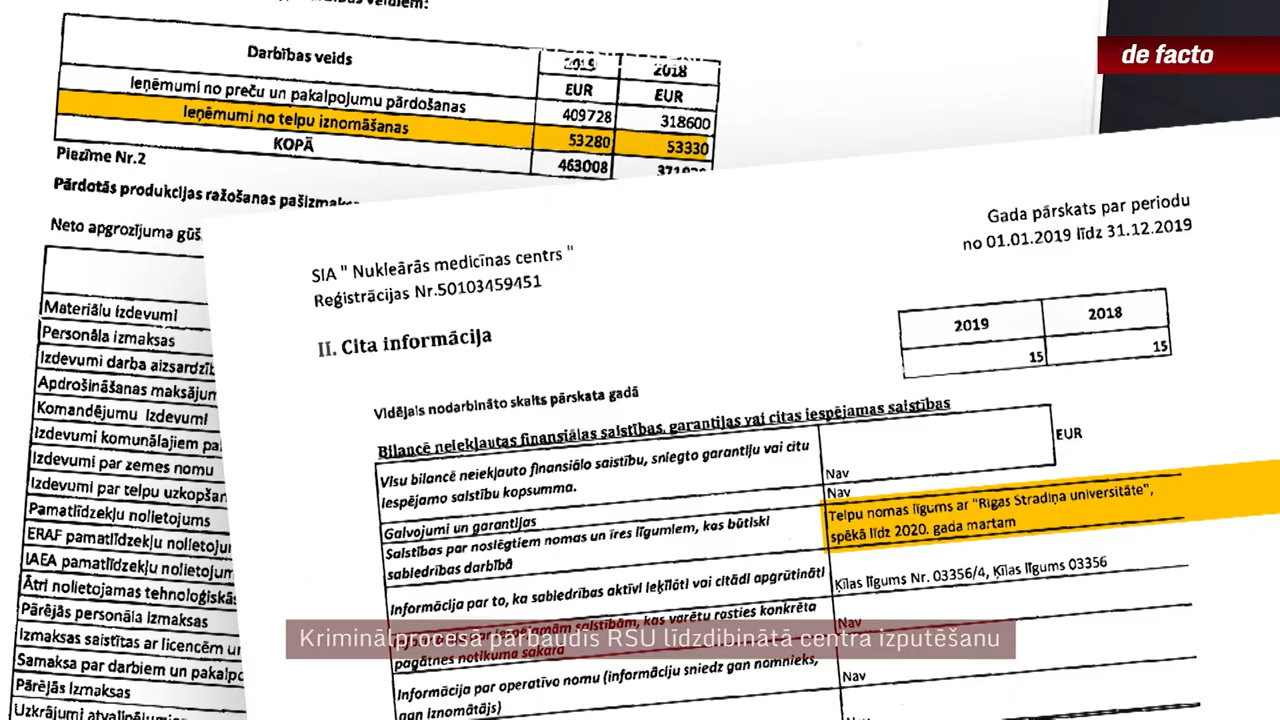 de facto
Darbības veids
2019
2018
EUR
EUR
Ieņēmumi no preču un pakalpojumu pārdošanas
409728
318600
Ieņēmumi no telpu iznomāšanas
53280
53330
KOPĀ
463008
Piezīme Nr.2
Pārdotās produkcijas ražošanas
Neto apgrozījuma
Materiālu izdevumi
Personāla izmaksas
Izdevumi darba
Apdrošināšanas
Komandējumu Izdevumi
Izdevumi komunālajiem
Izdevumi par zemes nomu
Izdevumi par telpu
Pamatlīdzekļu nolietojums
ERAF pamatlīdzekļu
IAEA pamatlīdzekļu
Ātri nolietojamas
Pārējās personāla izmaksas
Izmaksas saistītas ar licencēm
Samaksa par darbiem un
Pārējās Izmaksas
Uzkrājumi
Gada pārskats par periodu
no 01.01.2019 līdz 31.12.2019
SIA " Nukleārās medicīnas centrs "
Reģistrācijas Nr.50103459451
II. Cita informācija
2019
2018
15
15
Vidējais nodarbināto skaits pārskata gadā
Bilancē neiekļautas finansiālas saistības, garantijas vai citas iespējamas saistības
Visu bilancē neiekļauto finansiālo saistību, sniegto garantiju vai citu
iespējamo saistību kopsumma.
Nav
EUR
Galvojumi un garantijas
Nav
Saistības par noslēgtiem nomas un īres līgumiem, kas būtiski
sabiedrības darbībā
Telpu nomas līgums ar "Rīgas Stradiņa universitāte",
spēkā līdz 2020. gada martam
Informācija par to, ka sabiedrības aktīvi ieķīlāti vai citādi apgrūtināti
Ķīlas līgums Nr. 03356/4, Ķīlas līgums 03356
saistībām, kas varētu rasties konkrēta
pagātnes notikuma sakarā
Nav
Informācija par operatīvo nomu (informāciju sniedz gan nomnieks,
gan iznomātājs)
Nav
Kriminālprocesā pārbaudīs RSU līdzdibinātā centra izputēšanu